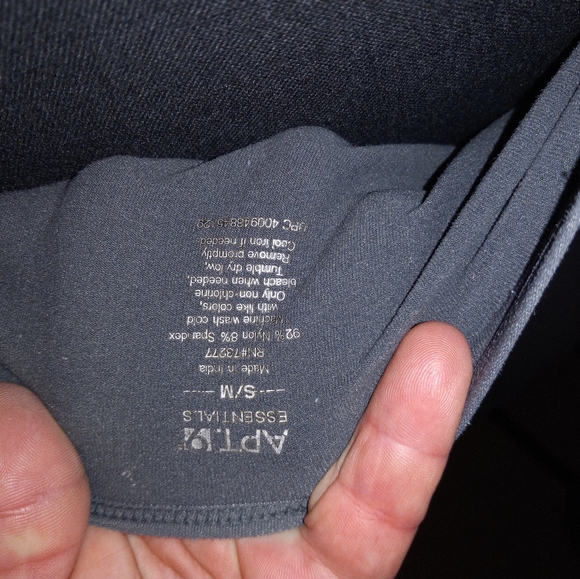 APT.9
ESSENTIALS
S/M
Made in India
RN#73277
92% Nylon 8% Spandex
Machine wash cold
with like colors,
Only non-chlorine
bleach when needed,
Tumble dry low,
Remove promptly
Cool iron if needed
UPC